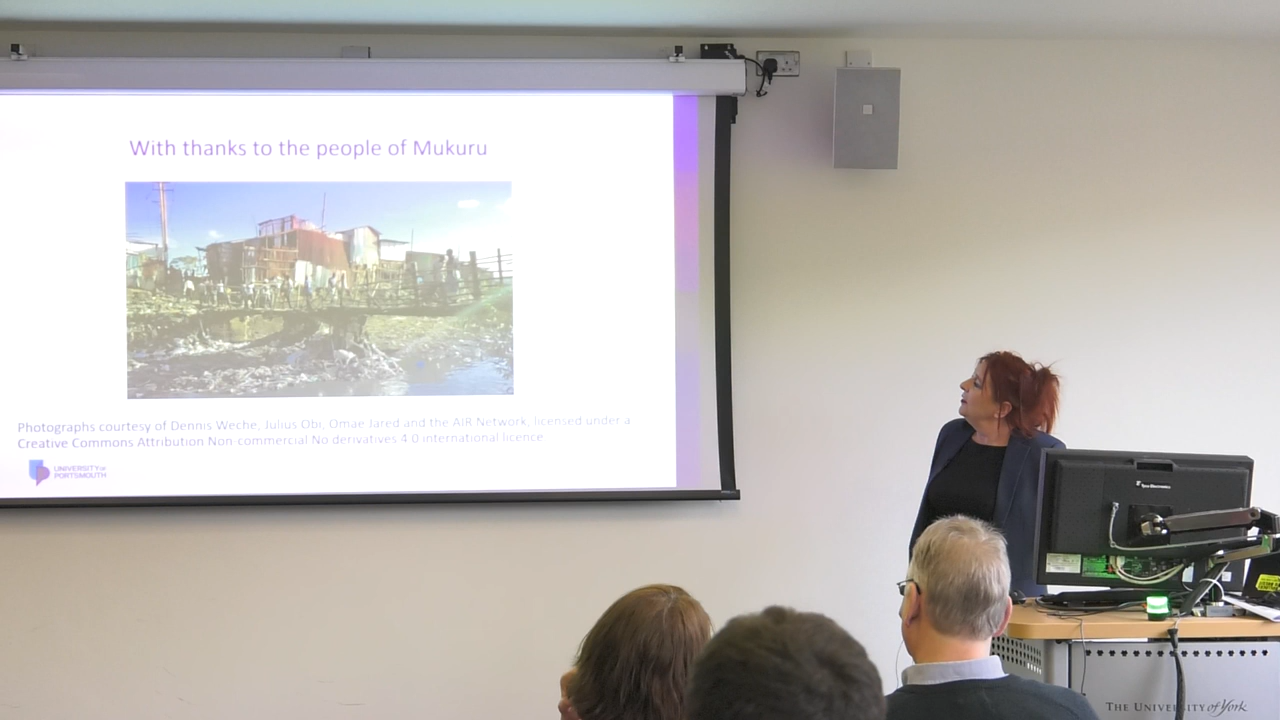 With thanks to the people of Mukuru
Photographs courtesy of Dennis Weche, Julius Obi, Omae Jared and the AIR Network, licensed under a
Creative Commons Attribution Non-commercial No derivatives 4.0 international licence
UNIVERSITY OF
PORTSMOUTH
THE UNIVERSITY of York